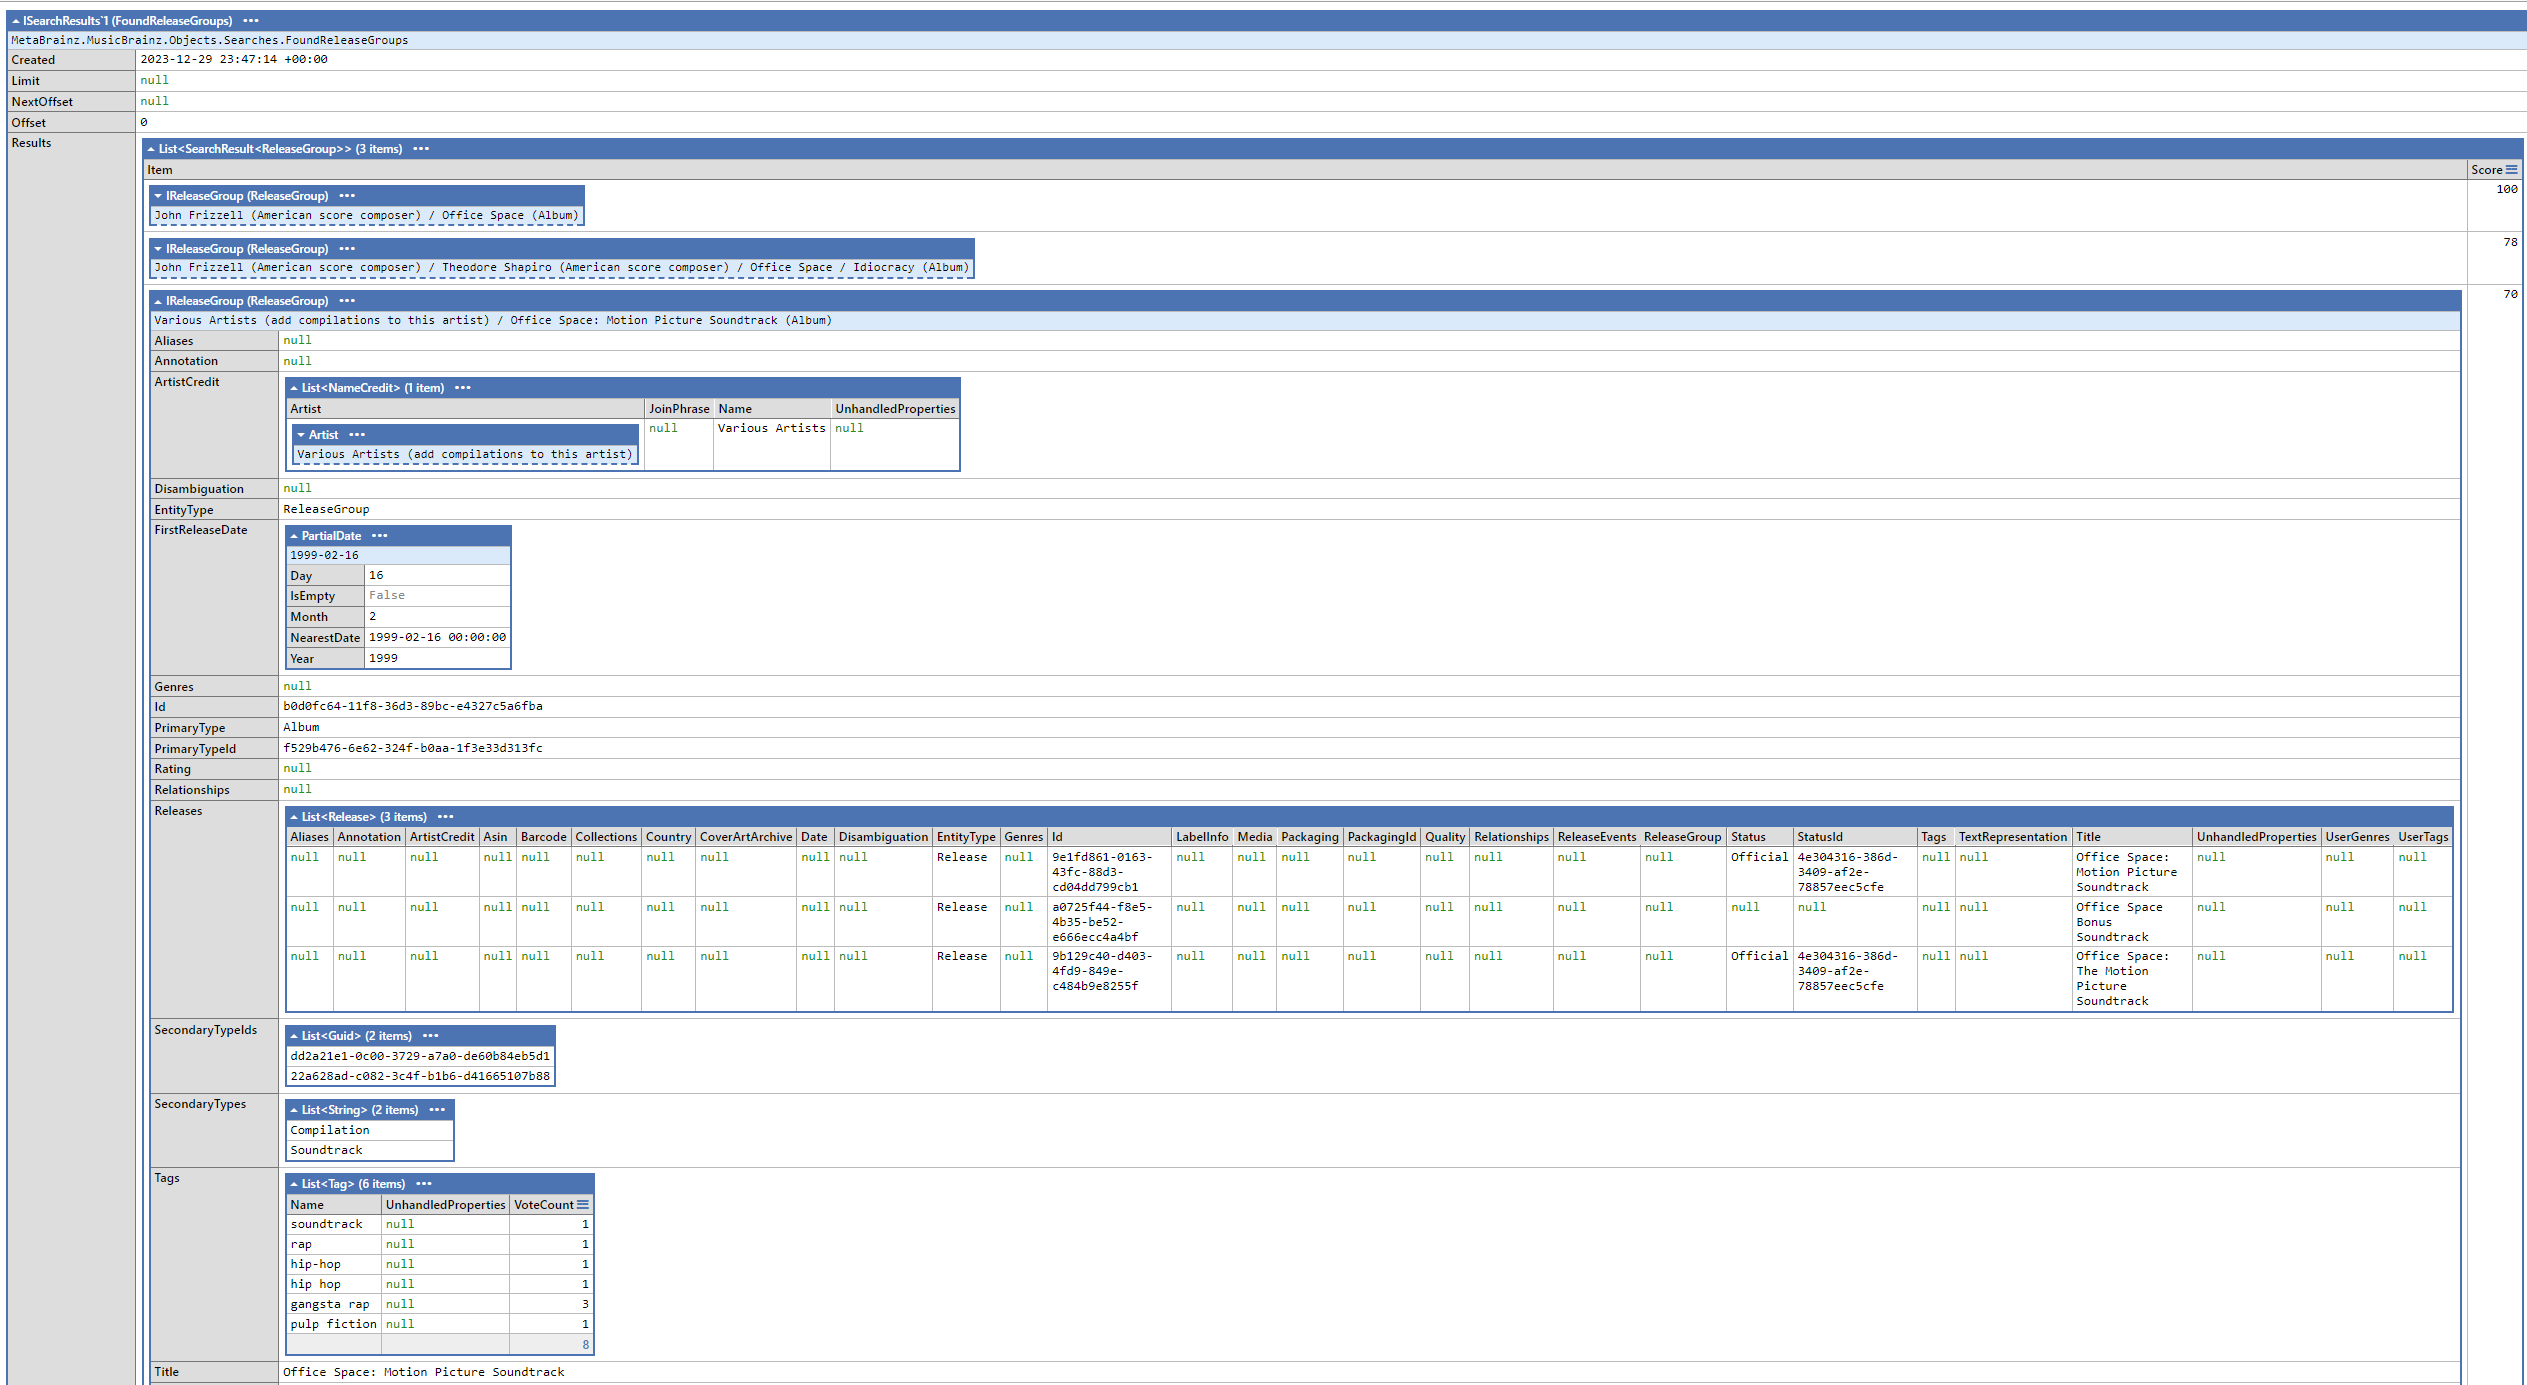 ISearchResults`1 (FoundReleaseGroups) •••
MetaBrainz.MusicBrainz.Objects.Searches.FoundReleaseGroups
Created 2023-12-29 23:47:14 +00:00
Limit null
NextOffset null
Offset 0
Results
List<SearchResult<ReleaseGroup>> (3 items) •••
Item Score
IReleaseGroup (ReleaseGroup) ••• 100
John Frizzell (American score composer) / Office Space (Album)
IReleaseGroup (ReleaseGroup) ••• 78
John Frizzell (American score composer) / Theodore Shapiro (American score composer) / Office Space / Idiocracy (Album)
IReleaseGroup (ReleaseGroup) ••• 70
Various Artists (add compilations to this artist) / Office Space: Motion Picture Soundtrack (Album)
Aliases null
Annotation null
ArtistCredit
List<NameCredit> (1 item) •••
Artist JoinPhrase Name UnhandledProperties
Artist ••• null Various Artists null
Various Artists (add compilations to this artist)
Disambiguation null
EntityType ReleaseGroup
FirstReleaseDate
PartialDate •••
1999-02-16
Day 16
IsEmpty False
Month 2
NearestDate 1999-02-16 00:00:00
Year 1999
Genres null
Id b0d0fc64-11f8-36d3-89bc-e4327c5a6fba
PrimaryType Album
PrimaryTypeId f529b476-6e62-324f-b0aa-1f3e33d313fc
Rating null
Relationships null
Releases
List<Release> (3 items) •••
Aliases Annotation ArtistCredit Asin Barcode Collections Country CoverArtArchive Date Disambiguation EntityType Genres Id LabelInfo Media Packaging PackagingId Quality Relationships ReleaseEvents ReleaseGroup Status StatusId Tags TextRepresentation Title UnhandledProperties UserGenres UserTags
null null null null null null null null null null Release null 9e1fd861-0163- null null null null null null null null Official 4e304316-386d- null null Office Space: null null null
43fc-88d3- 3409-af2e- Motion Picture
cd04dd799cb1 78857eec5cfe Soundtrack
null null null null null null null null null null Release null a0725f44-f8e5- null null null null null null null null null null null null Office Space null null null
4b35-be52- Bonus
e666ecc4a4bf Soundtrack
null null null null null null null null null null Release null 9b129c40-d403- null null null null null null null null Official 4e304316-386d- null null Office Space: null null null
4fd9-849e- 3409-af2e- The Motion
c484b9e8255f 78857eec5cfe Picture
Soundtrack
SecondaryTypeIds
List<Guid> (2 items) •••
dd2a21e1-0c00-3729-a7a0-de60b84eb5d1
22a628ad-c082-3c4f-b1b6-d41665107b88
SecondaryTypes
List<String> (2 items) •••
Compilation
Soundtrack
Tags
List<Tag> (6 items) •••
Name UnhandledProperties VoteCount
soundtrack null 1
rap null 1
hip-hop null 1
hip hop null 1
gangsta rap null 3
pulp fiction null 1
8
Title Office Space: Motion Picture Soundtrack